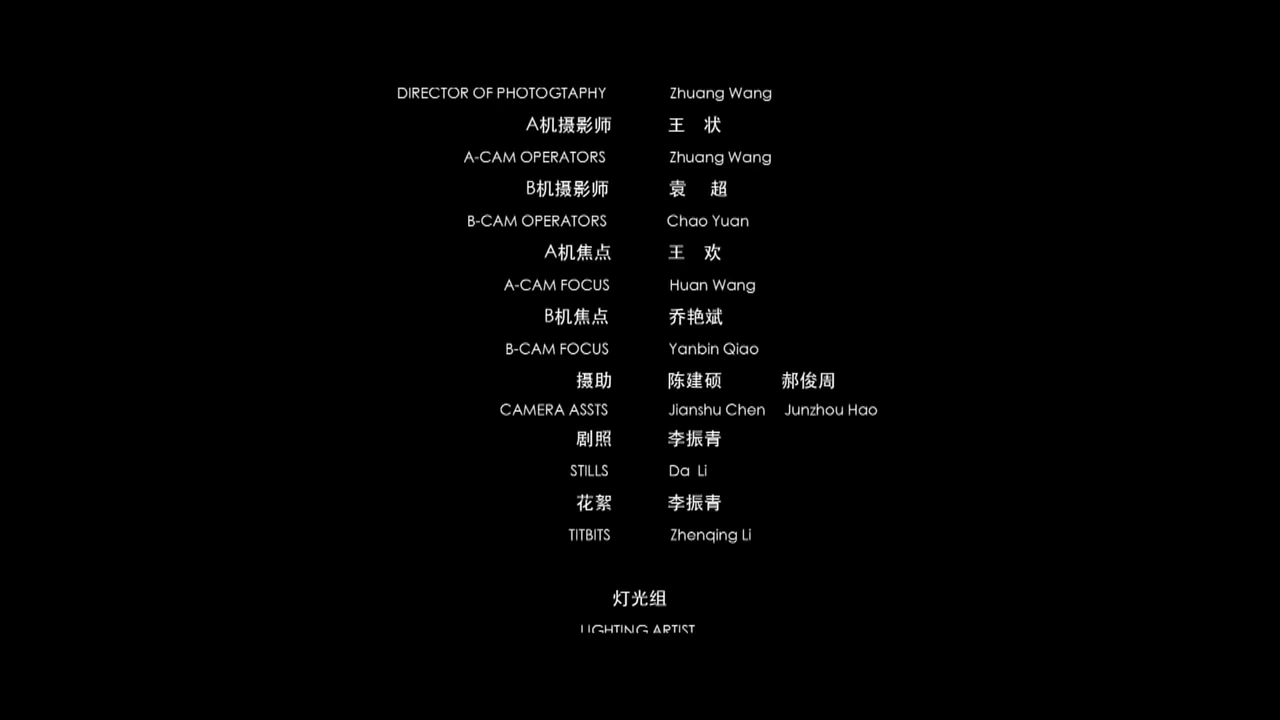 DIRECTOR OF PHOTOGTAPHY Zhuang Wang
A机摄影师 王 状
A-CAM OPERATORS Zhuang Wang
B机摄影师 袁 超
B-CAM OPERATORS Chao Yuan
A机焦点 王 欢
A-CAM FOCUS Huan Wang
B机焦点 乔艳斌
B-CAM FOCUS Yanbin Qiao
摄助 陈建硕 郝俊周
CAMERA ASSTS Jianshu Chen Junzhou Hao
剧照 李振青
STILLS Da Li
花絮 李振青
TITBITS Zhenqing Li
灯光组
LIGHTING ARTIST